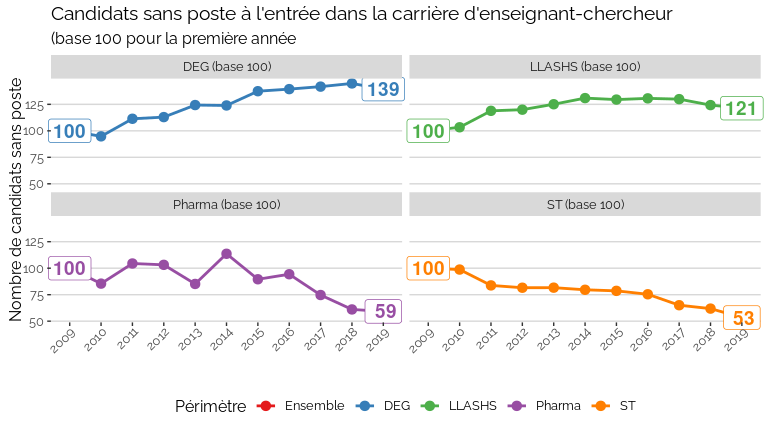 Candidats sans poste à l'entrée dans la carrière d'enseignant-chercheur
(base 100 pour la première année
Nombre de candidats sans poste
DEG (base 100)
LLASHS (base 100)
125
100
75
50
100
139
100
121
Pharma (base 100)
ST (base 100)
125
100
75
50
100
59
100
53
2009 2010 2011 2012 2013 2014 2015 2016 2017 2018 2019
2009 2010 2011 2012 2013 2014 2015 2016 2017 2018 2019
Périmètre Ensemble DEG LLASHS Pharma ST